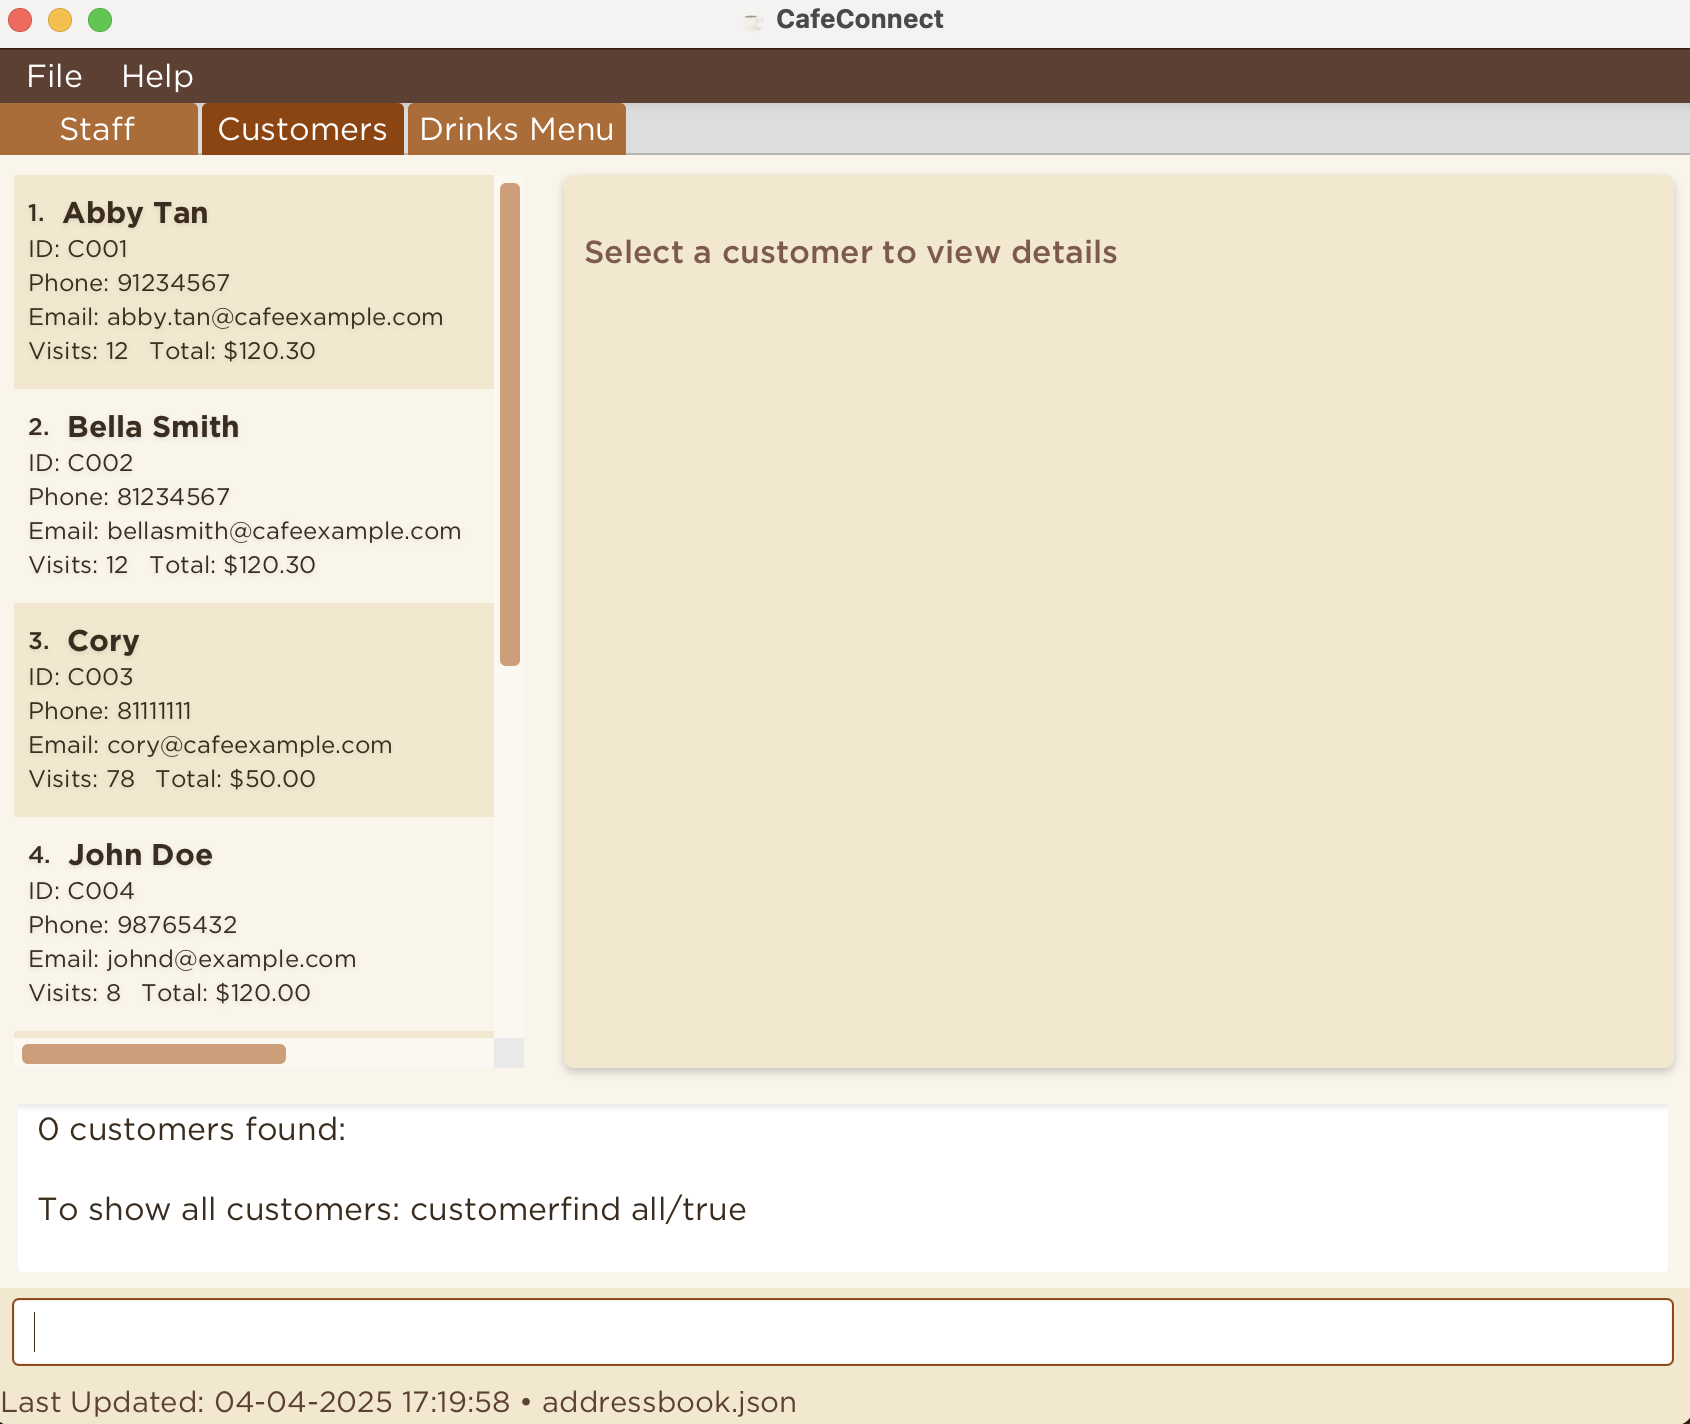 CafeConnect
File Help
Staff Customers Drinks Menu
1. Abby Tan
ID: C001
Phone: 91234567
Email: abby.tan@cafeexample.com
Visits: 12 Total: $120.30
2. Bella Smith
ID: C002
Phone: 81234567
Email: bellasmith@cafeexample.com
Visits: 12 Total: $120.30
3. Cory
ID: C003
Phone: 81111111
Email: cory@cafeexample.com
Visits: 78 Total: $50.00
4. John Doe
ID: C004
Phone: 98765432
Email: johnd@example.com
Visits: 8 Total: $120.00
Select a customer to view details
0 customers found:
To show all customers: customerfind all/true
Last Updated: 04-04-2025 17:19:58 • addressbook.json